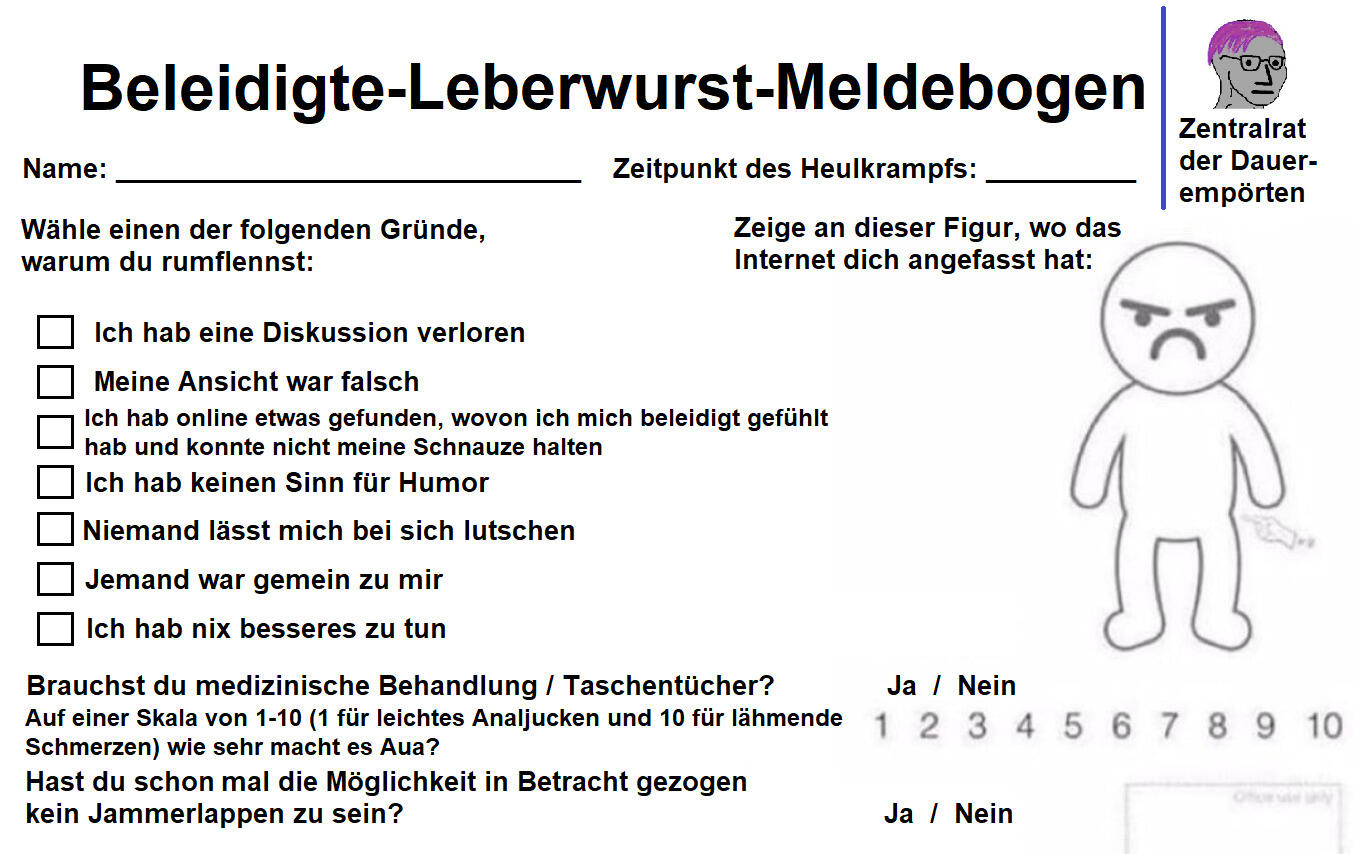 Beleidigte-Leberwurst-Meldebogen
Zentralrat
der Dauer-
empörten
Name: _______________ Zeitpunkt des Heulkrampfs: __________
Wähle einen der folgenden Gründe,
warum du rumflennst:
Zeige an dieser Figur, wo das
Internet dich angefasst hat:
Ich hab eine Diskussion verloren
Meine Ansicht war falsch
Ich hab online etwas gefunden, wovon ich mich beleidigt gefühlt
hab und konnte nicht meine Schnauze halten
Ich hab keinen Sinn für Humor
Niemand lässt mich bei sich lutschen
Jemand war gemein zu mir
Ich hab nix besseres zu tun
Brauchst du medizinische Behandlung / Taschentücher? Ja / Nein
Auf einer Skala von 1-10 (1 für leichtes Analjucken und 10 für lähmende
Schmerzen) wie sehr macht es Aua?
1 2 3 4 5 6 7 8 9 10
Hast du schon mal die Möglichkeit in Betracht gezogen
kein Jammerlappen zu sein? Ja / Nein
Office use only